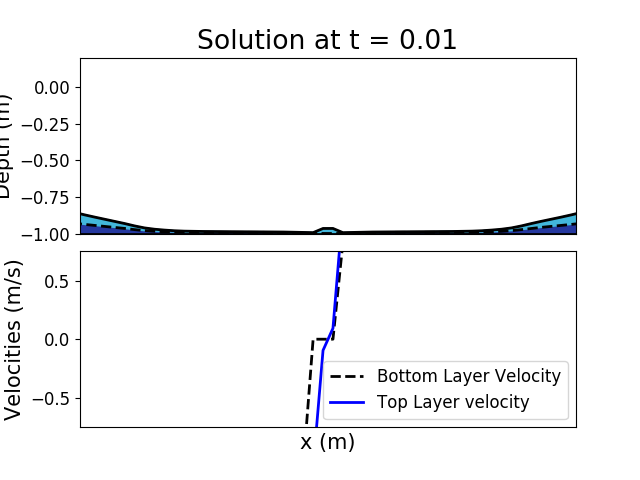 Solution at t = 0.01
Depth (m)
0.00
−0.25
−0.50
−0.75
−1.00
Velocities (m/s)
0.5
0.0
−0.5
Bottom Layer Velocity
Top Layer velocity
x (m)